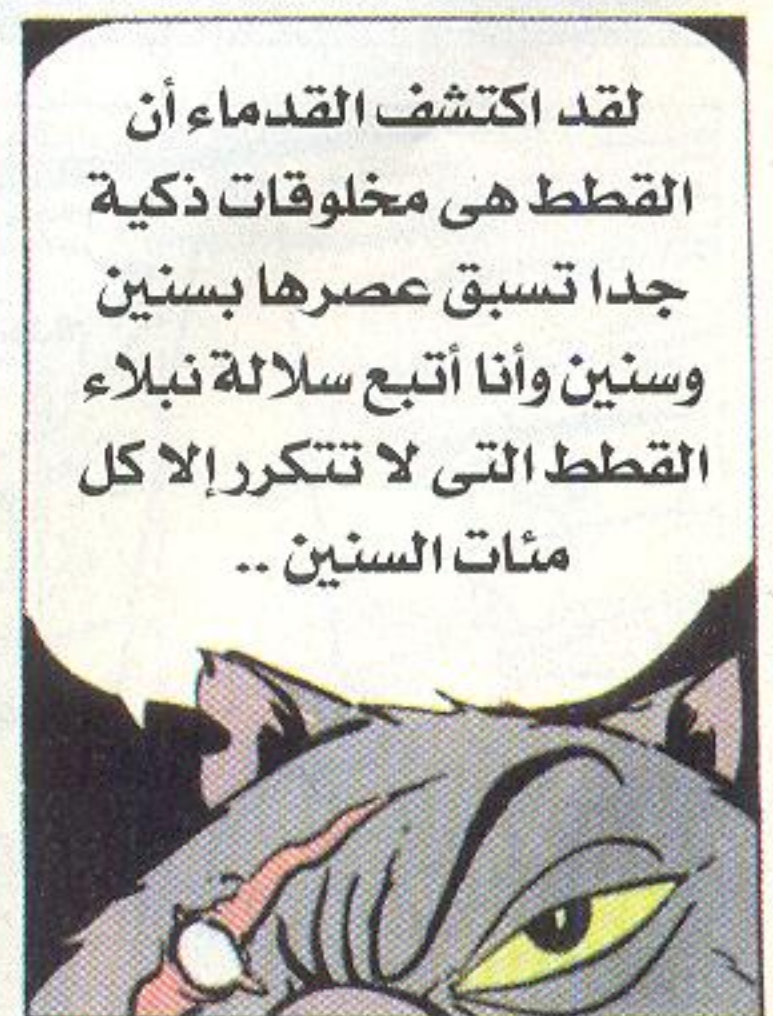 لقد اكتشف القدماء أن
القطط هى مخلوقات ذكية
جدا تسبق عصرها بسنين
وسنين وأنا أتبع سلالة نبلاء
القطط التى لا تتكرر إلا كل
مئات السنين ..